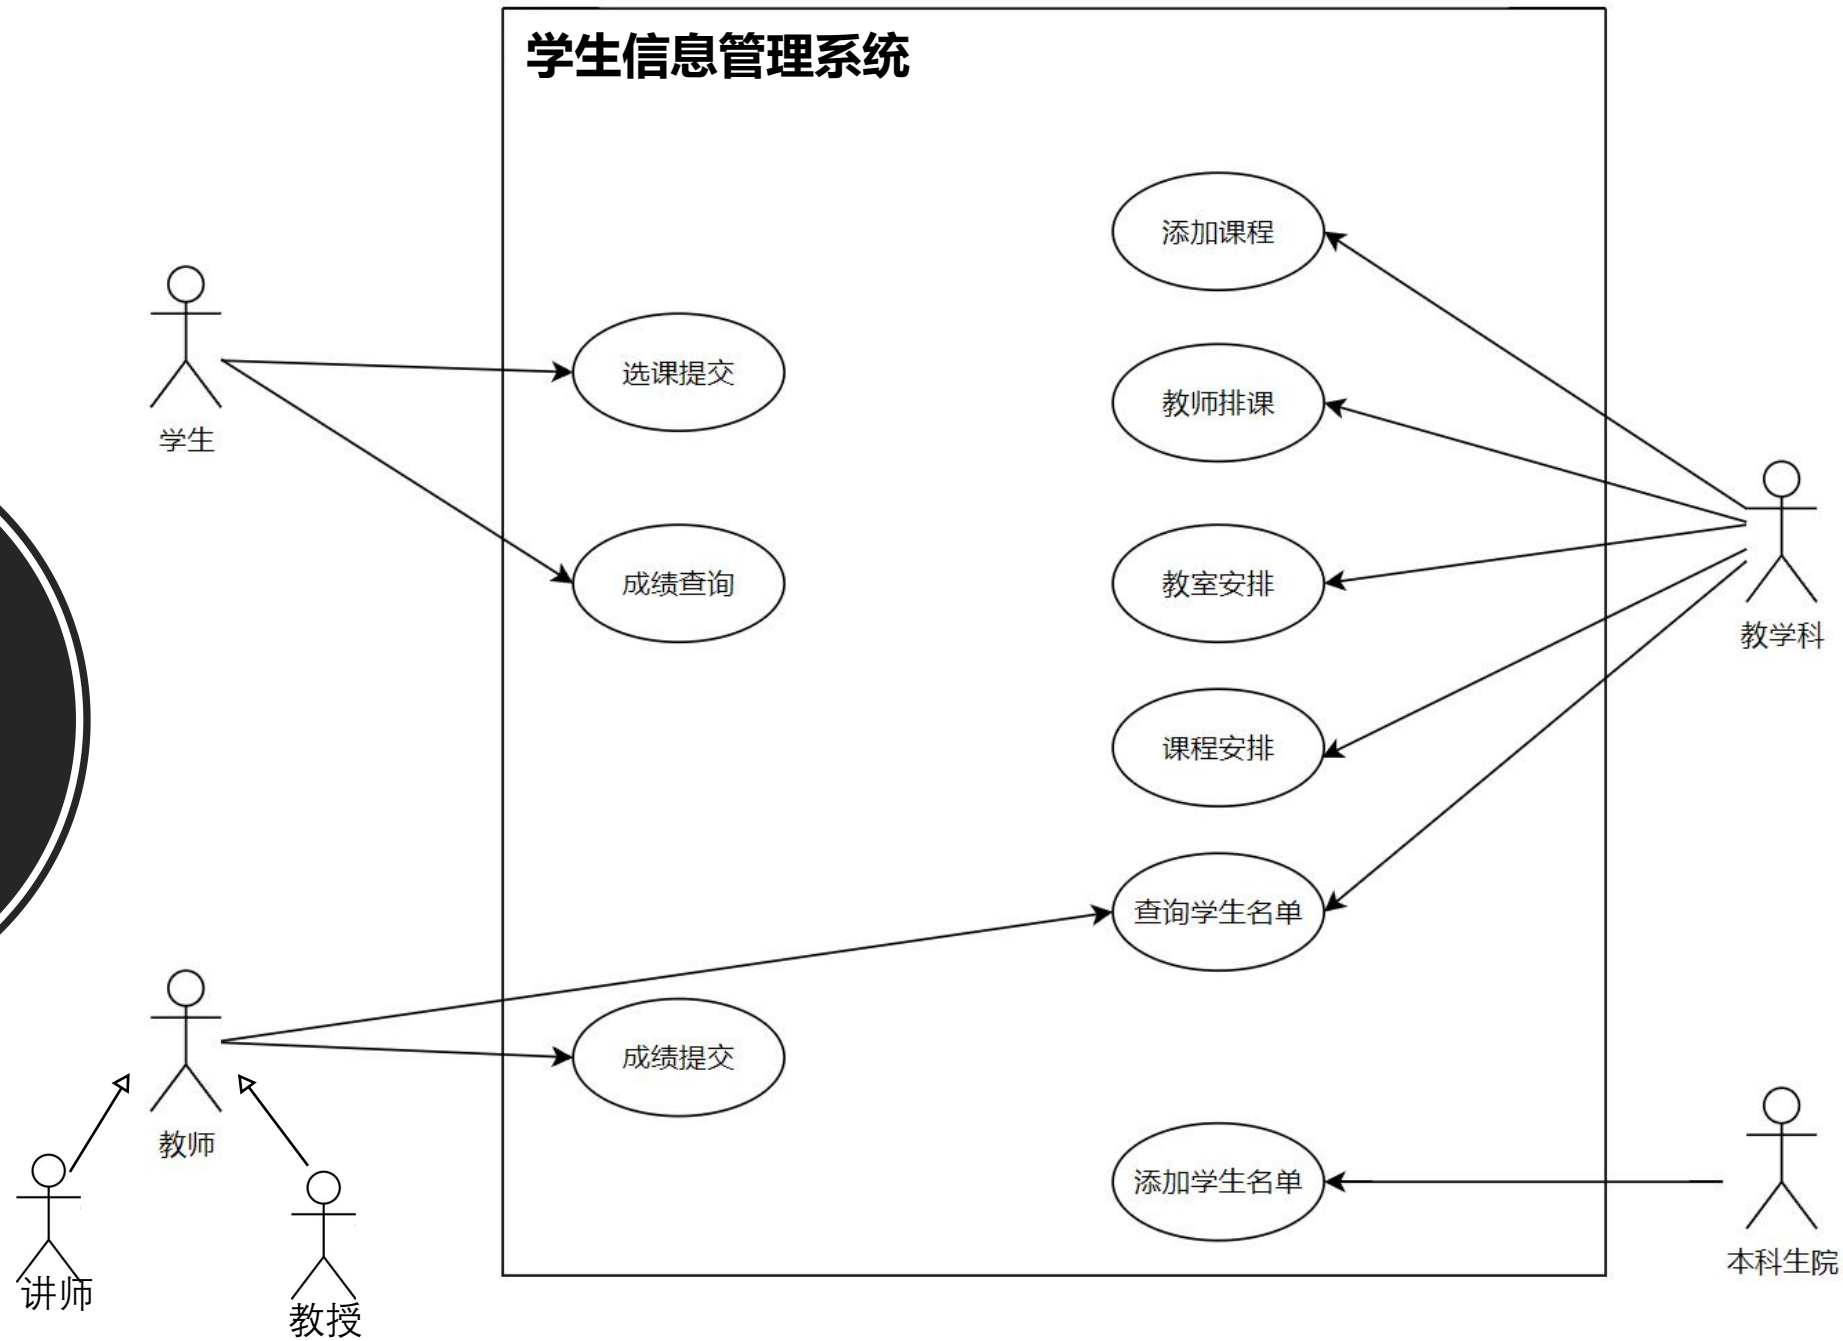 学生信息管理系统
添加课程
选课提交
教师排课
学生
成绩查询
教室安排
教学科
课程安排
查询学生名单
成绩提交
教师
添加学生名单
本科生院
讲师
教授